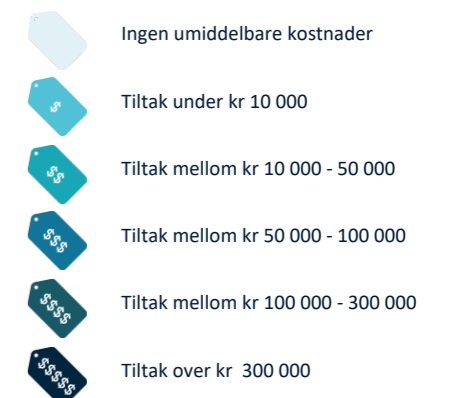 Ingen umiddelbare kostnader
$
Tiltak under kr 10 000
$$
Tiltak mellom kr 10 000 - 50 000
$$$
Tiltak mellom kr 50 000 - 100 000
$$$$
Tiltak mellom kr 100 000 - 300 000
$$$$$
Tiltak over kr  300 000